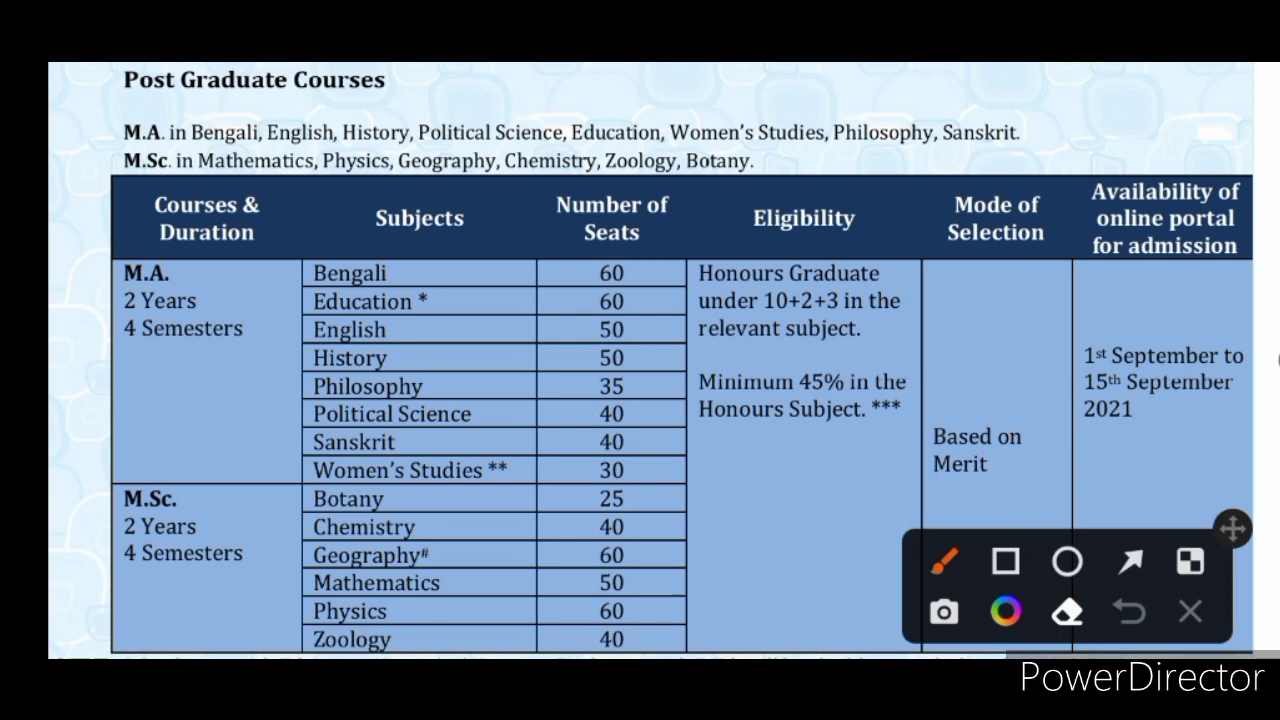 Post Graduate Courses
M.A. in Bengali, English, History, Political Science, Education, Women's Studies, Philosophy, Sanskrit.
M.Sc. in Mathematics, Physics, Geography, Chemistry, Zoology, Botany.
Courses & Duration | Subjects | Number of Seats | Eligibility | Mode of Selection | Availability of online portal for admission
M.A.
2 Years
4 Semesters
Bengali 60
Education * 60
English 50
History 50
Philosophy 35
Political Science 40
Sanskrit 40
Women's Studies ** 30
M.Sc.
2 Years
4 Semesters
Botany 25
Chemistry 40
Geography# 60
Mathematics 50
Physics 60
Zoology 40
Honours Graduate
under 10+2+3 in the
relevant subject.
Minimum 45% in the
Honours Subject. ***
Based on
Merit
1st September to
15th September
2021
PowerDirector